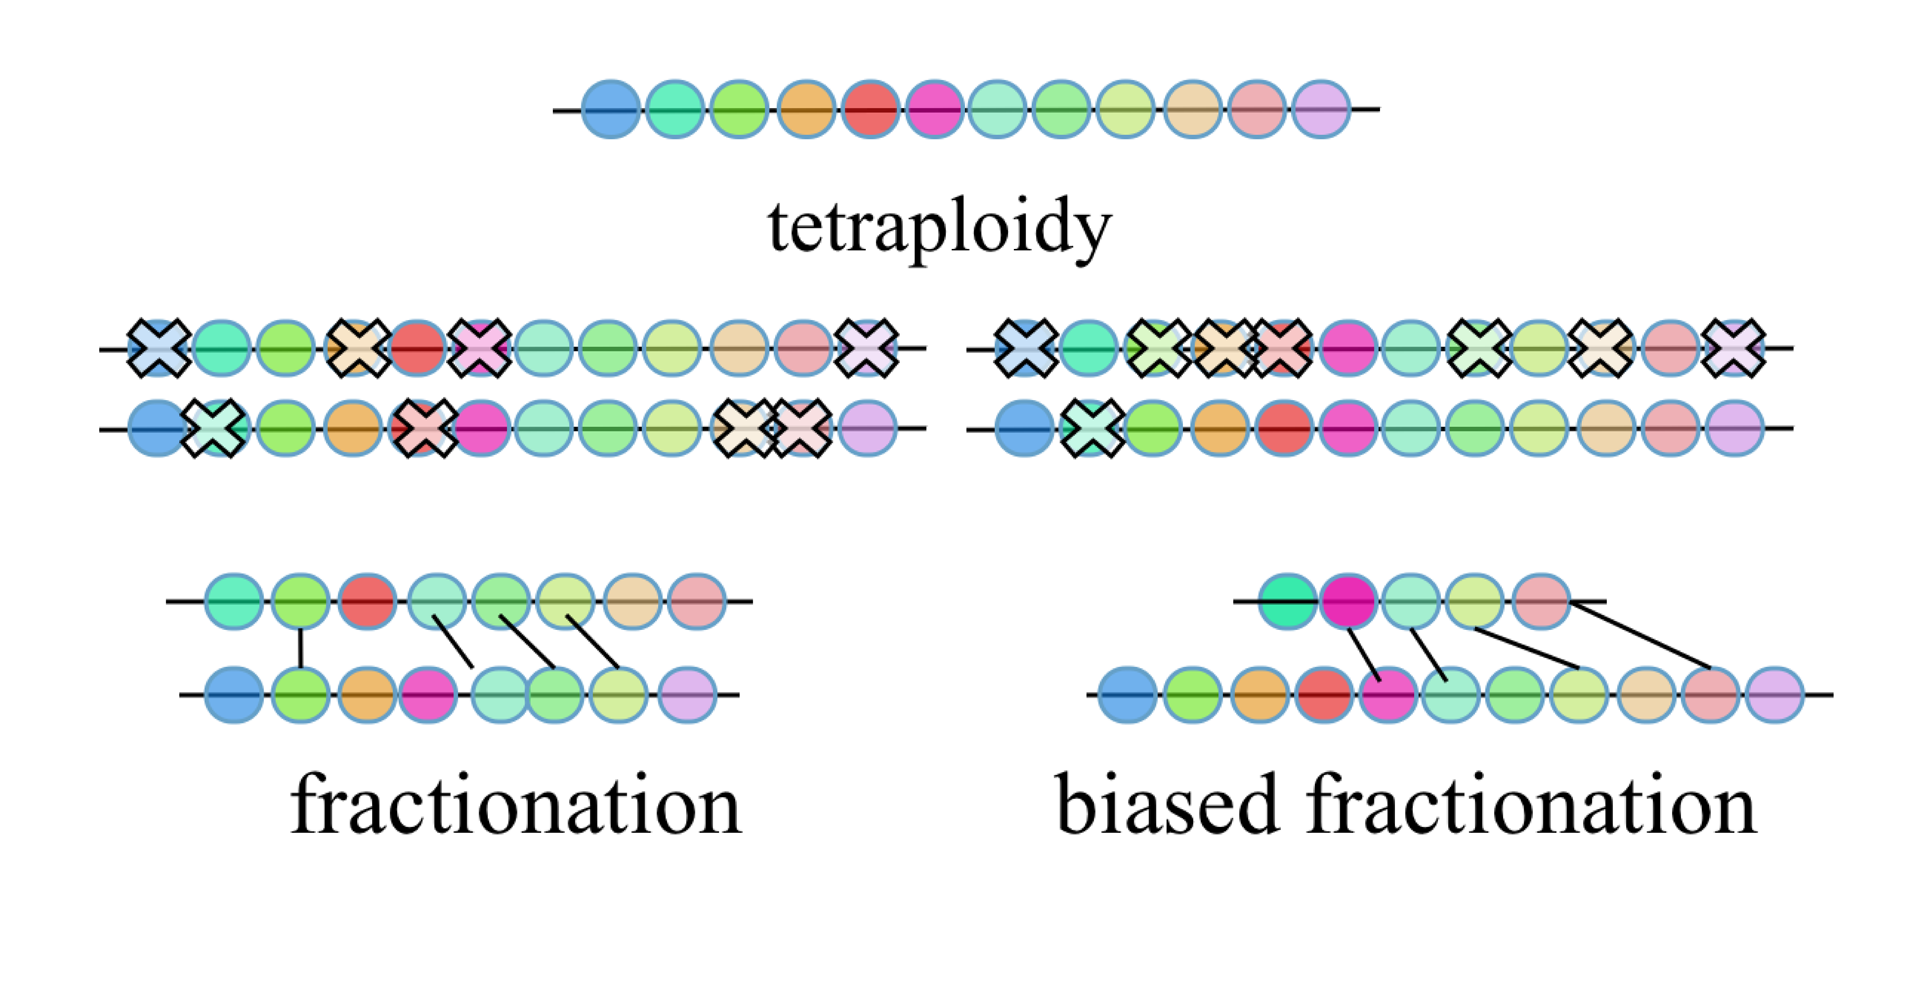 tetraploidy
fractionation
biased fractionation